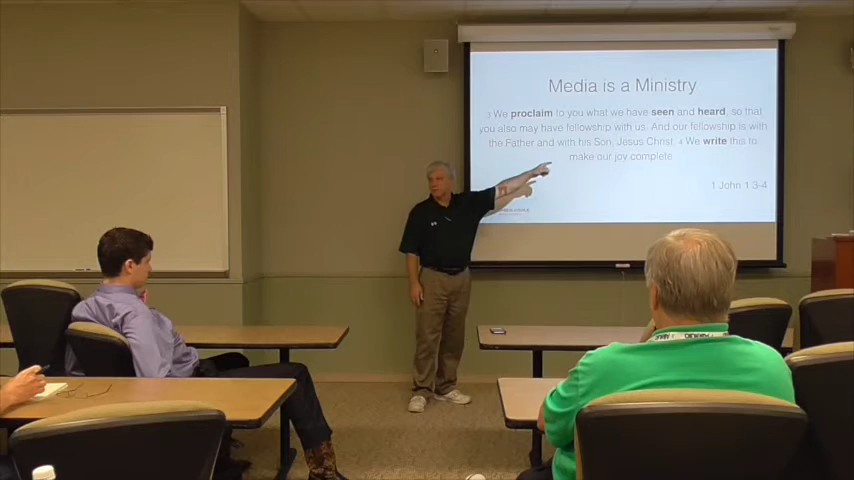 Media is a Ministry
3 We proclaim to you what we have seen and heard, so that
you also may have fellowship with us. And our fellowship is with
the Father and with his Son, Jesus Christ. 4 We write this to
make our joy complete.
1 John 1:3-4